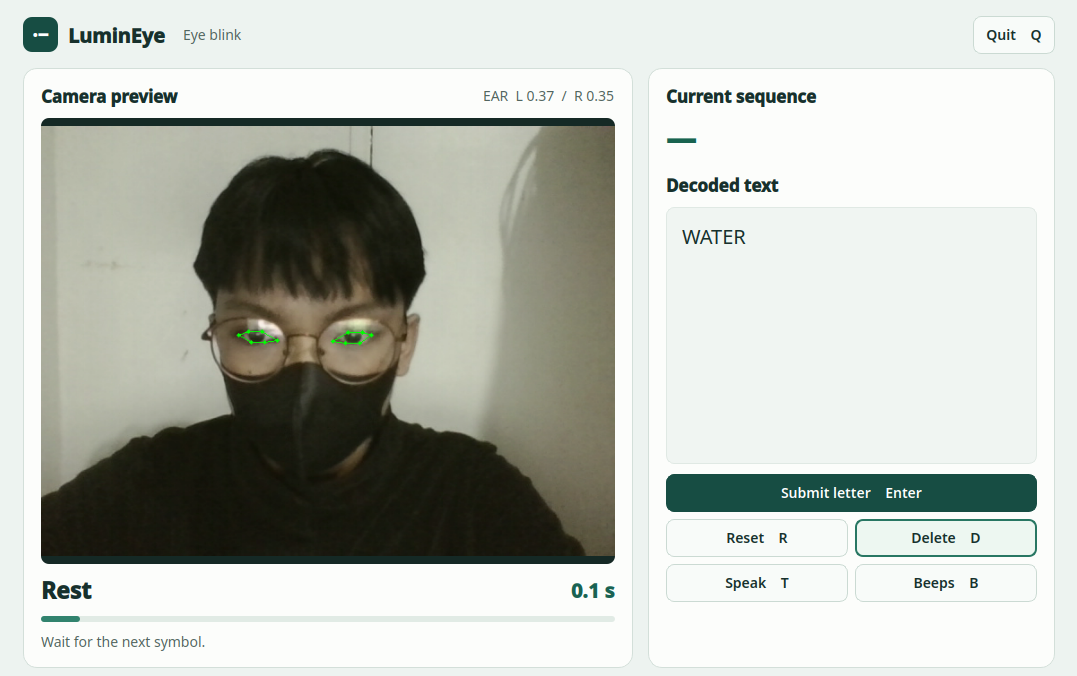 LuminEye Eye blink Quit Q
Camera preview EAR L 0.37 / R 0.35
Rest 0.1 s
Wait for the next symbol.
Current sequence
—
Decoded text
WATER
Submit letter Enter
Reset R Delete D
Speak T Beeps B